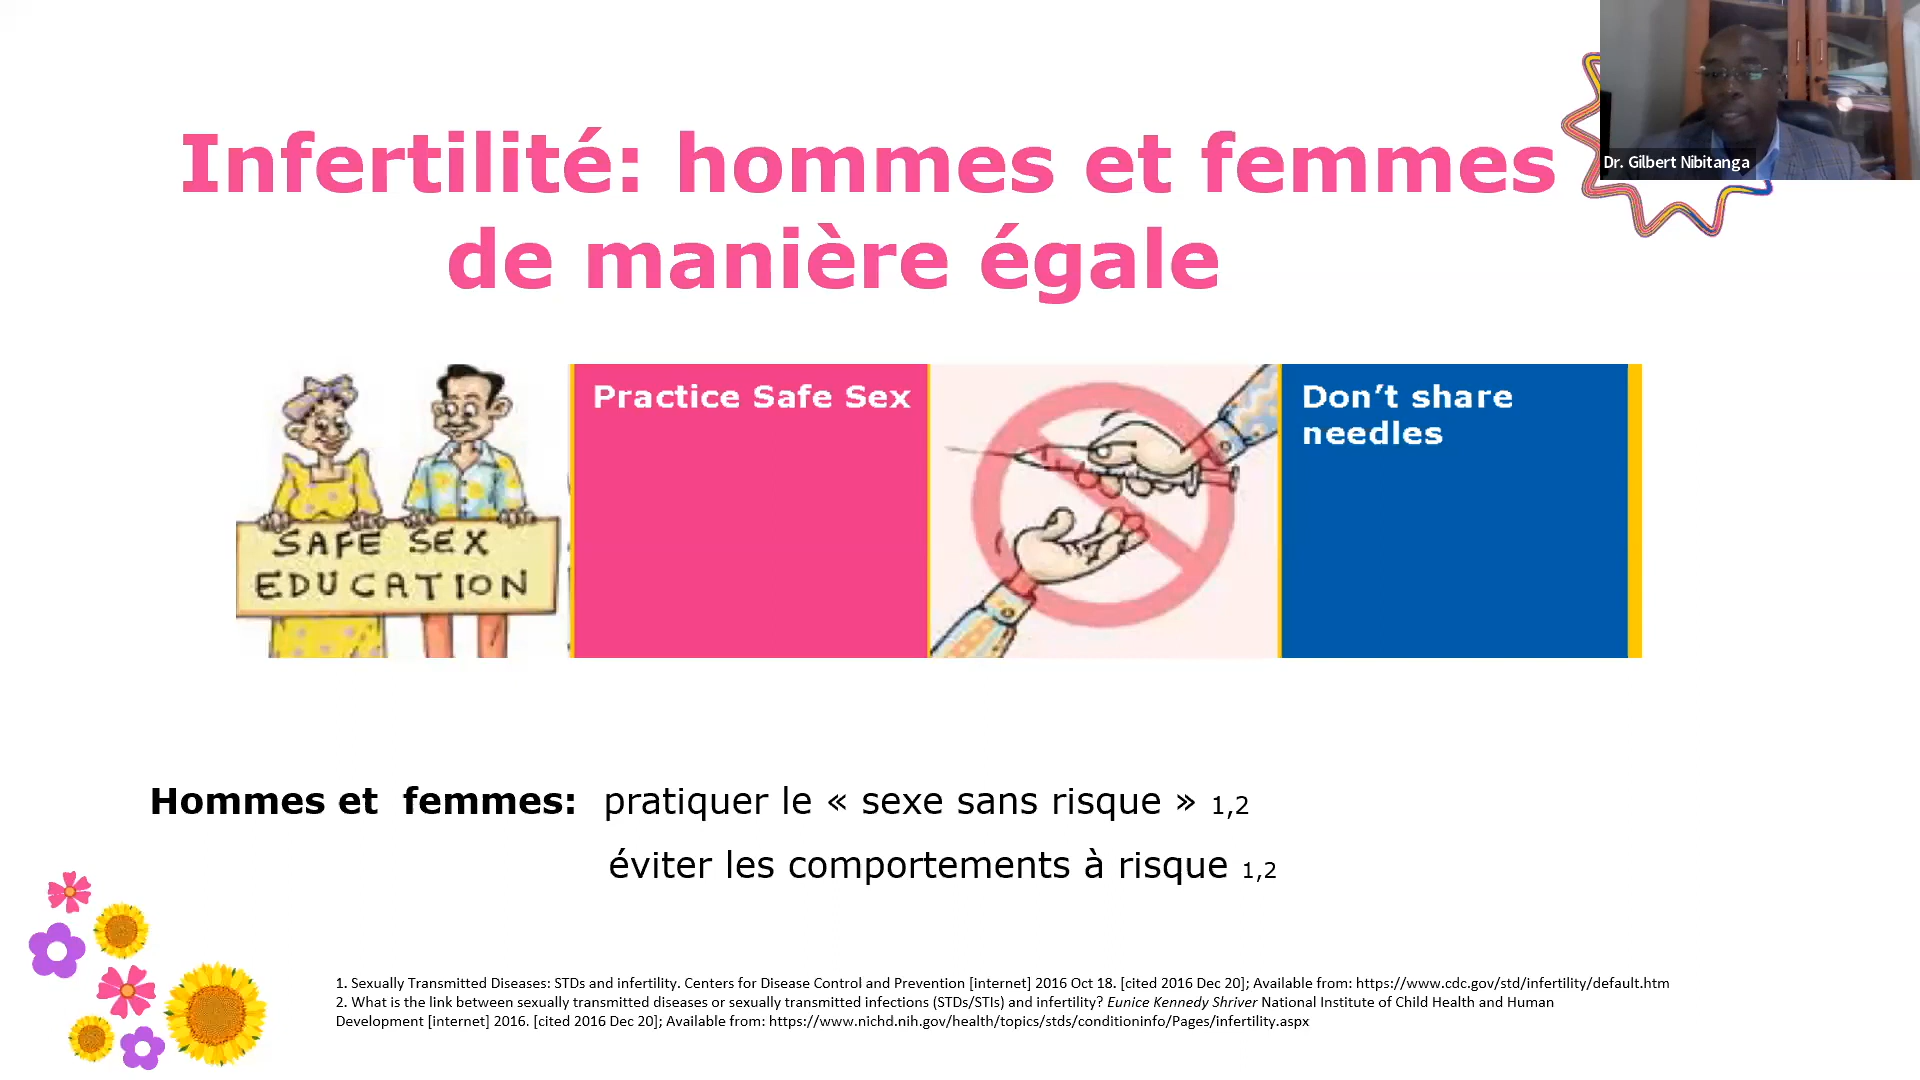 Dr. Gilbert Nibitanga
Infertilité: hommes et femmes
de manière égale
SAFE SEX
EDUCATION
Practice Safe Sex
Don’t share
needles
Hommes et femmes: pratiquer le « sexe sans risque » 1,2
éviter les comportements à risque 1,2
1. Sexually Transmitted Diseases: STDs and infertility. Centers for Disease Control and Prevention [internet] 2016 Oct 18. [cited 2016 Dec 20]; Available from: https://www.cdc.gov/std/infertility/default.htm
2. What is the link between sexually transmitted diseases or sexually transmitted infections (STDs/STIs) and infertility? Eunice Kennedy Shriver National Institute of Child Health and Human
Development [internet] 2016. [cited 2016 Dec 20]; Available from: https://www.nichd.nih.gov/health/topics/stds/conditioninfo/Pages/infertility.aspx